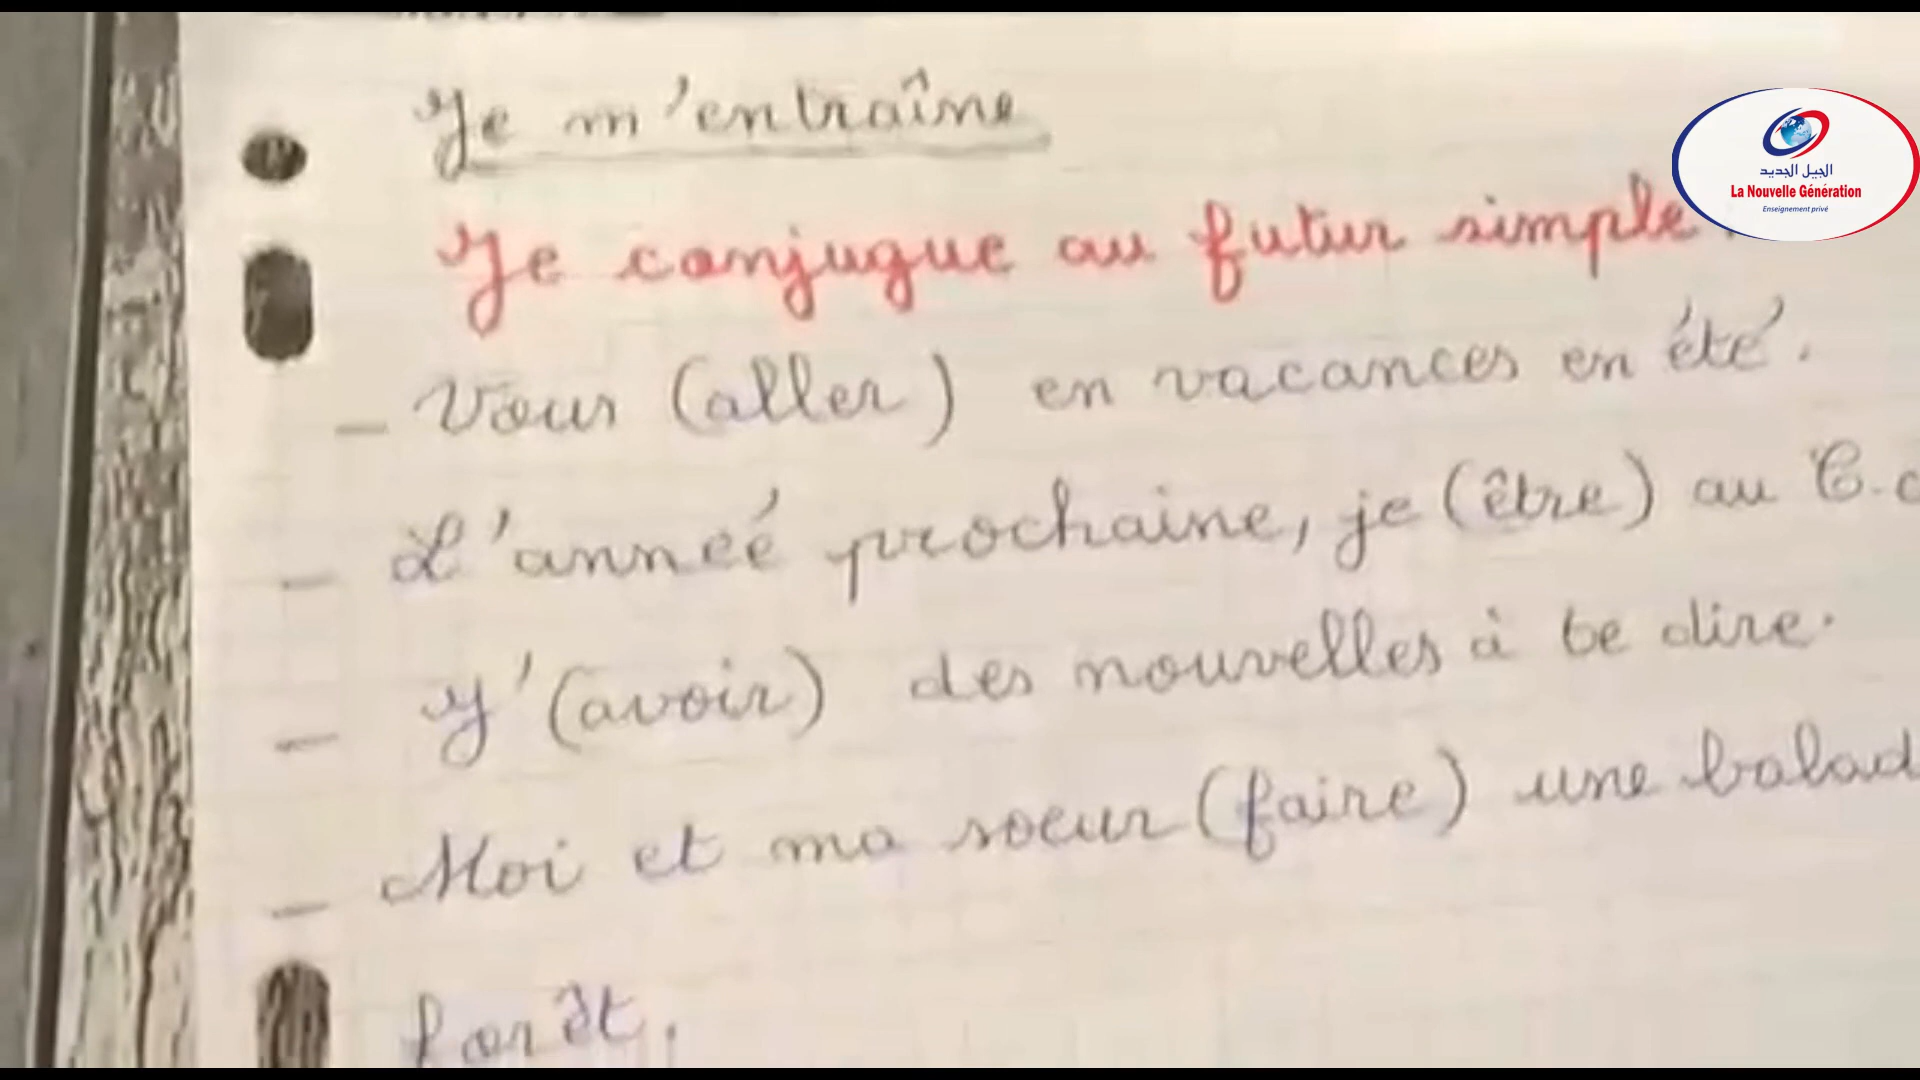 Je m'entraîne
Je conjugue au futur simple.
الجيل الجديد
La Nouvelle Génération
Enseignement privé
_ Vous (aller) en vacances en été.
_ L'année prochaine, je (être) au C.
_ J'(avoir) des nouvelles à te dire.
_ Moi et ma soeur (faire) une balad
forêt.